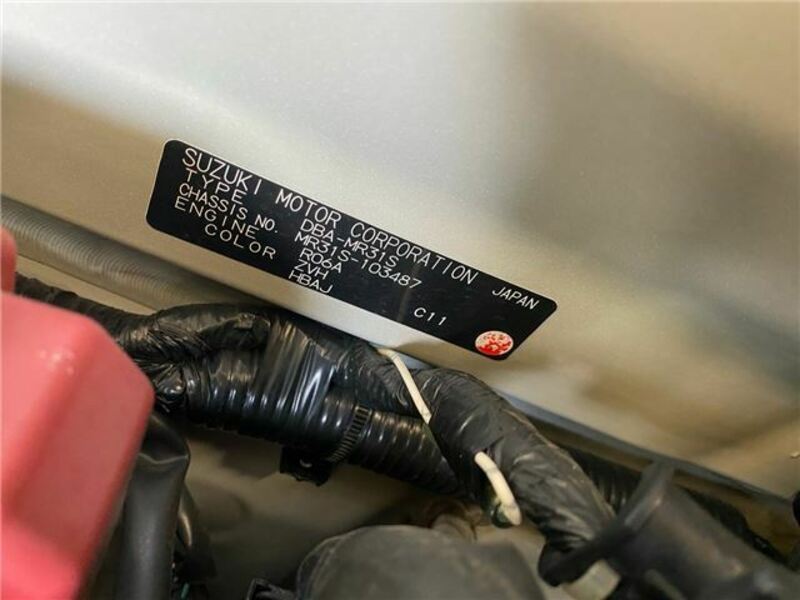 SUZUKI MOTOR CORPORATION JAPAN
TYPE DBA-MR31S
CHASSIS NO. MR31S-103487
ENGINE R06A
COLOR ZVH
HBAJ C11